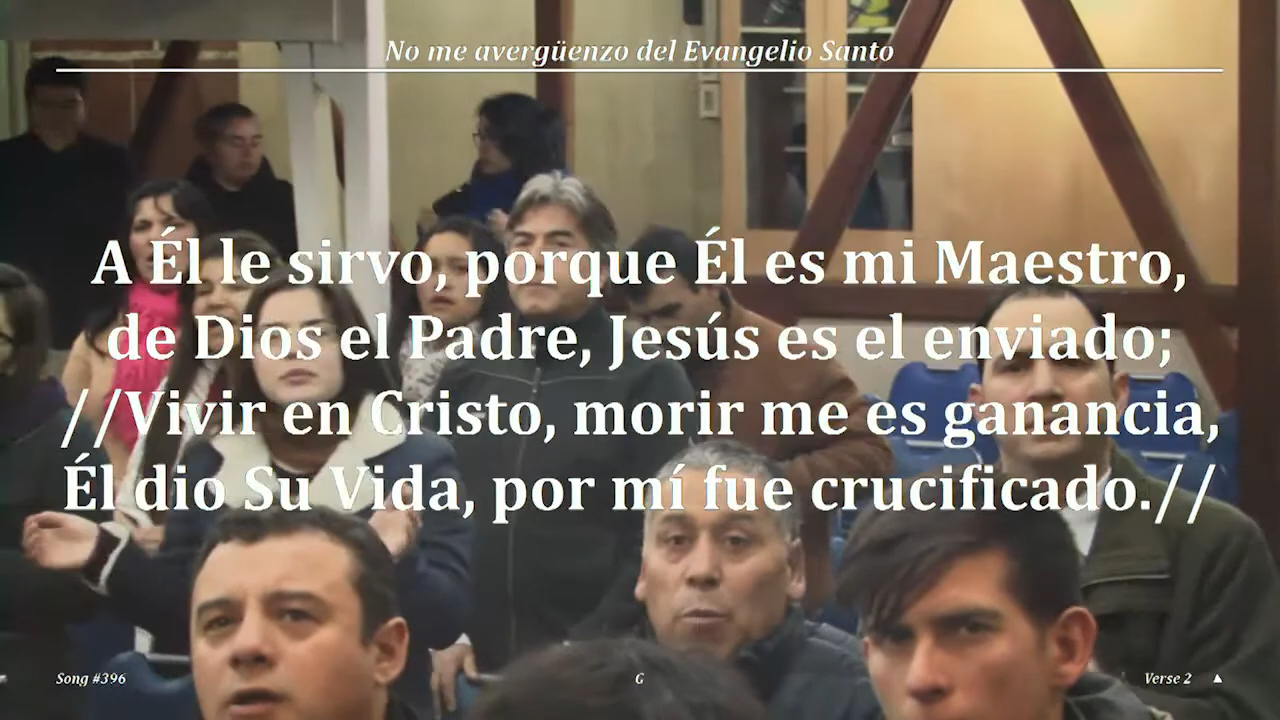 No me avergüenzo del Evangelio Santo
A Él le sirvo, porque Él es mi Maestro,
de Dios el Padre, Jesús es el enviado;
//Vivir en Cristo, morir me es ganancia,
Él dio Su Vida, por mí fue crucificado.//
Song #396 G Verse 2 ▲